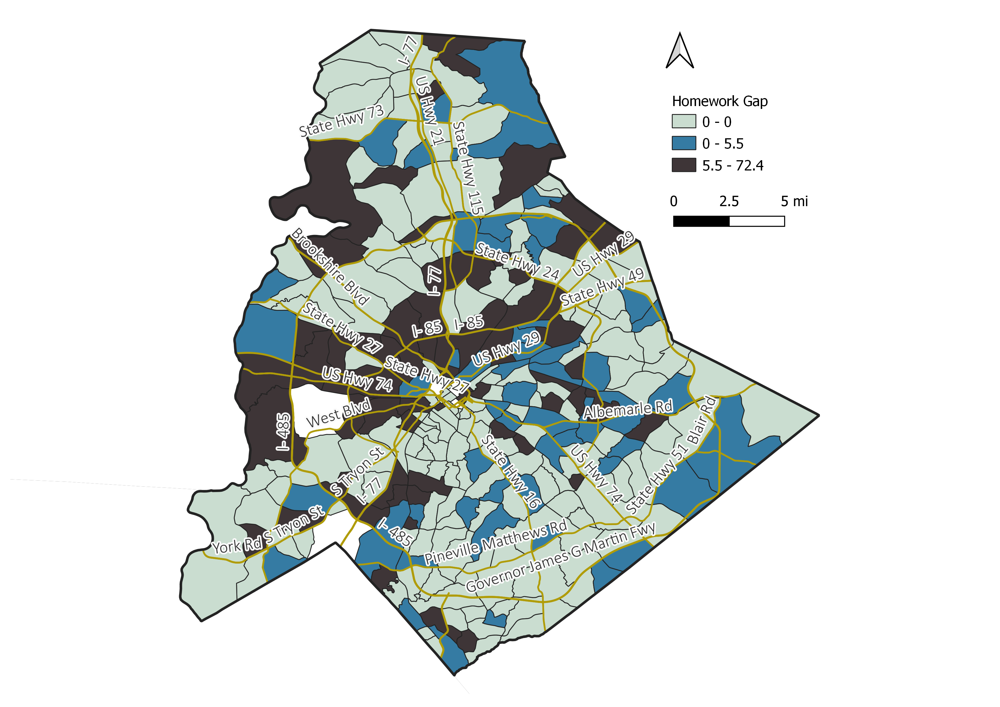 I- 77
US Hwy 21
Homework Gap
0 - 0
State Hwy 73
0 - 5.5
State Hwy 115
5.5 - 72.4
0 2.5 5 mi
Brookshire Blvd
US Hwy 29
State Hwy 24
I- 77
State Hwy 49
State Hwy 27
I- 85
I- 85
US Hwy 29
State Hwy 27
US Hwy 74
West Blvd
Albemarle Rd
Blair Rd
I- 485
State Hwy 51
State Hwy 16
US Hwy 74
S Tryon St
I- 77
I- 485
S Tryon St
York Rd
Pineville Matthews Rd
Governor James G Martin Fwy